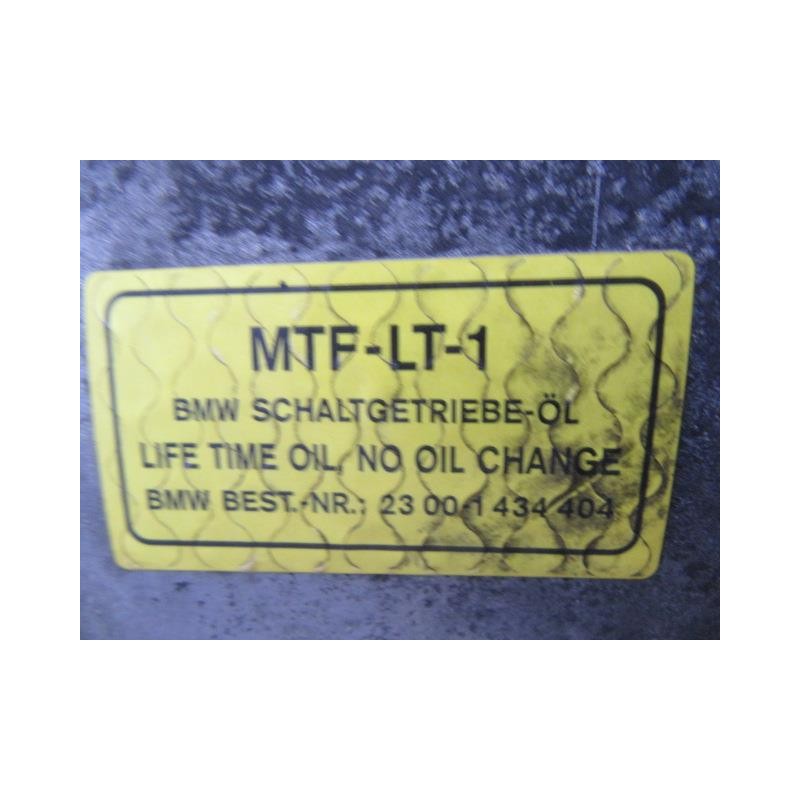 MTF-LT-1
BMW SCHALTGETRIEBE-ÖL
LIFE TIME OIL, NO OIL CHANGE
BMW BEST.-NR.: 23 00-1 434 404